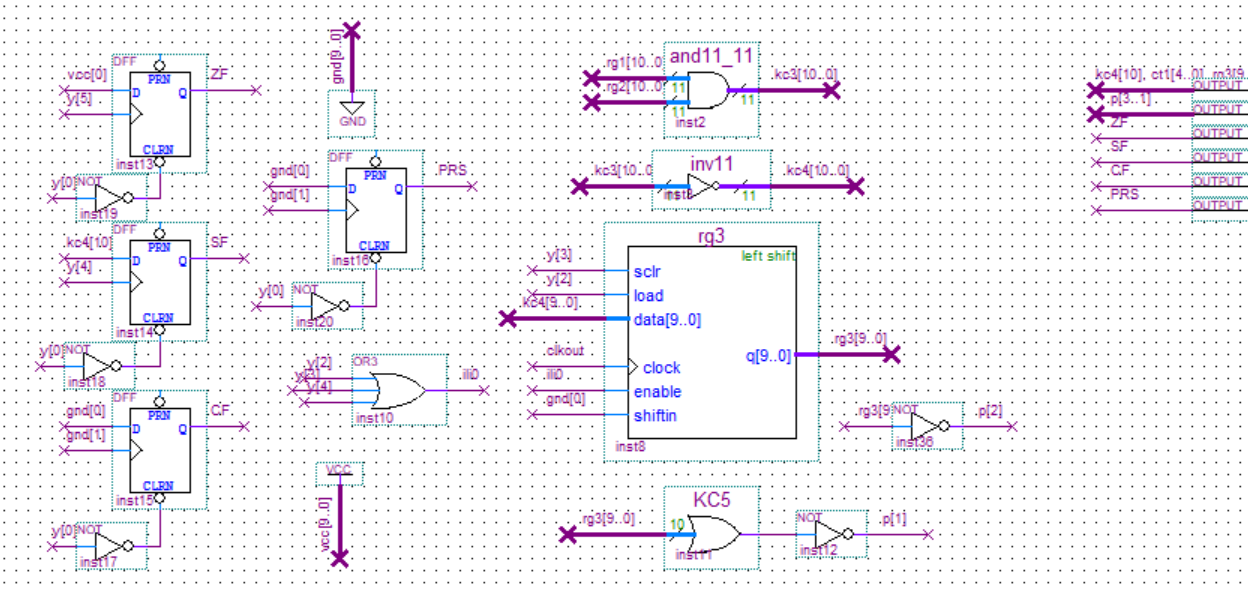 DFF
PRN
ZF
vcc[0]
D
Q
y[5]
CLRN
inst13
y[0]
NOT
inst19
DFF
PRN
SF
kc4[10]
D
Q
y[4]
CLRN
inst14
y[0]
NOT
inst18
DFF
PRN
CF
gnd[0]
D
Q
gnd[1]
CLRN
inst15
y[0]
NOT
inst17
gnd[9..0]
GND
DFF
PRN
PRS
gnd[0]
D
Q
gnd[1]
CLRN
inst16
y[0]
NOT
inst20
OR3
y[2]
y[4]
ili0
inst10
VCC
vcc[9..0]
and11_11
rg1[10..0]
11
kc3[10..0]
rg2[10..0]
11
11
inst2
inv11
kc3[10..0]
kc4[10..0]
11
rg3
left shift
y[3]
sclr
y[2]
load
kc4[9..0]
data[9..0]
q[9..0]
rg3[9..0]
clkout
clock
ili0
enable
gnd[0]
shiftin
inst8
rg3[9
NOT
p[2]
inst36
KC5
rg3[9..0]
10
inst11
NOT
p[1]
inst12
kc4[10], ct1[4..0], rg3[9..
OUTPUT
p[3..1]
OUTPUT
ZF
OUTPUT
SF
OUTPUT
CF
OUTPUT
PRS
OUTPUT